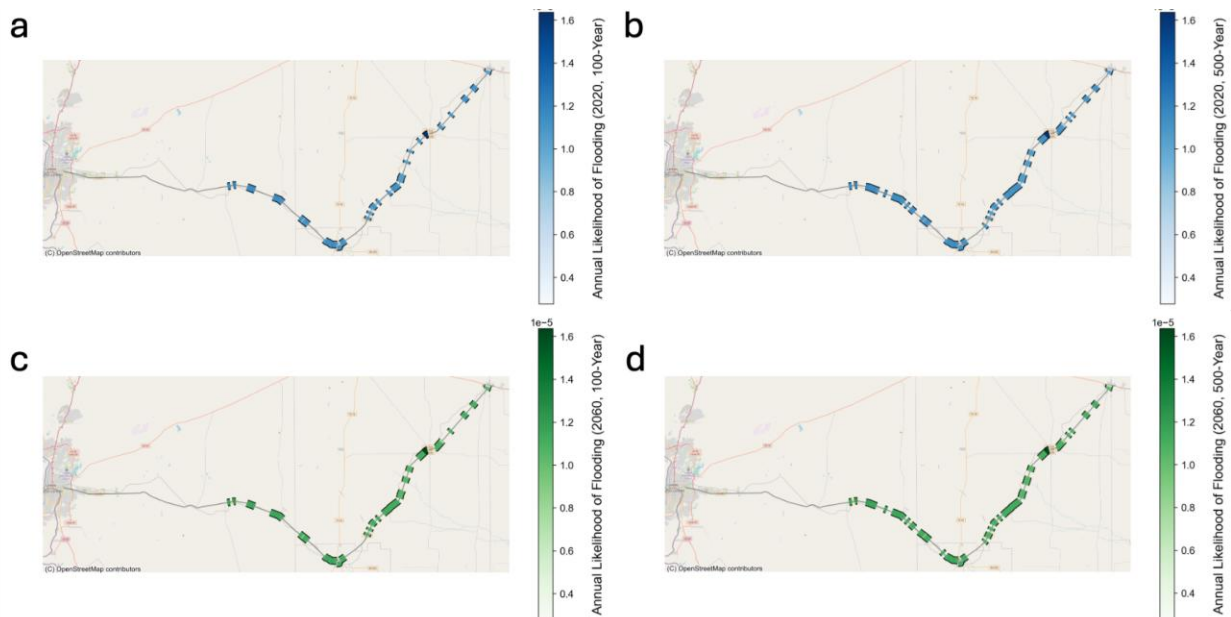 a
1.6
1.4
1.2
1.0
0.8
0.6
0.4
Annual Likelihood of Flooding (2020, 100-Year)
(C) OpenStreetMap contributors
b
1.6
1.4
1.2
1.0
0.8
0.6
0.4
Annual Likelihood of Flooding (2020, 500-Year)
(C) OpenStreetMap contributors
c
1e−5
1.6
1.4
1.2
1.0
0.8
0.6
0.4
Annual Likelihood of Flooding (2060, 100-Year)
(C) OpenStreetMap contributors
d
1e−5
1.6
1.4
1.2
1.0
0.8
0.6
0.4
Annual Likelihood of Flooding (2060, 500-Year)
(C) OpenStreetMap contributors